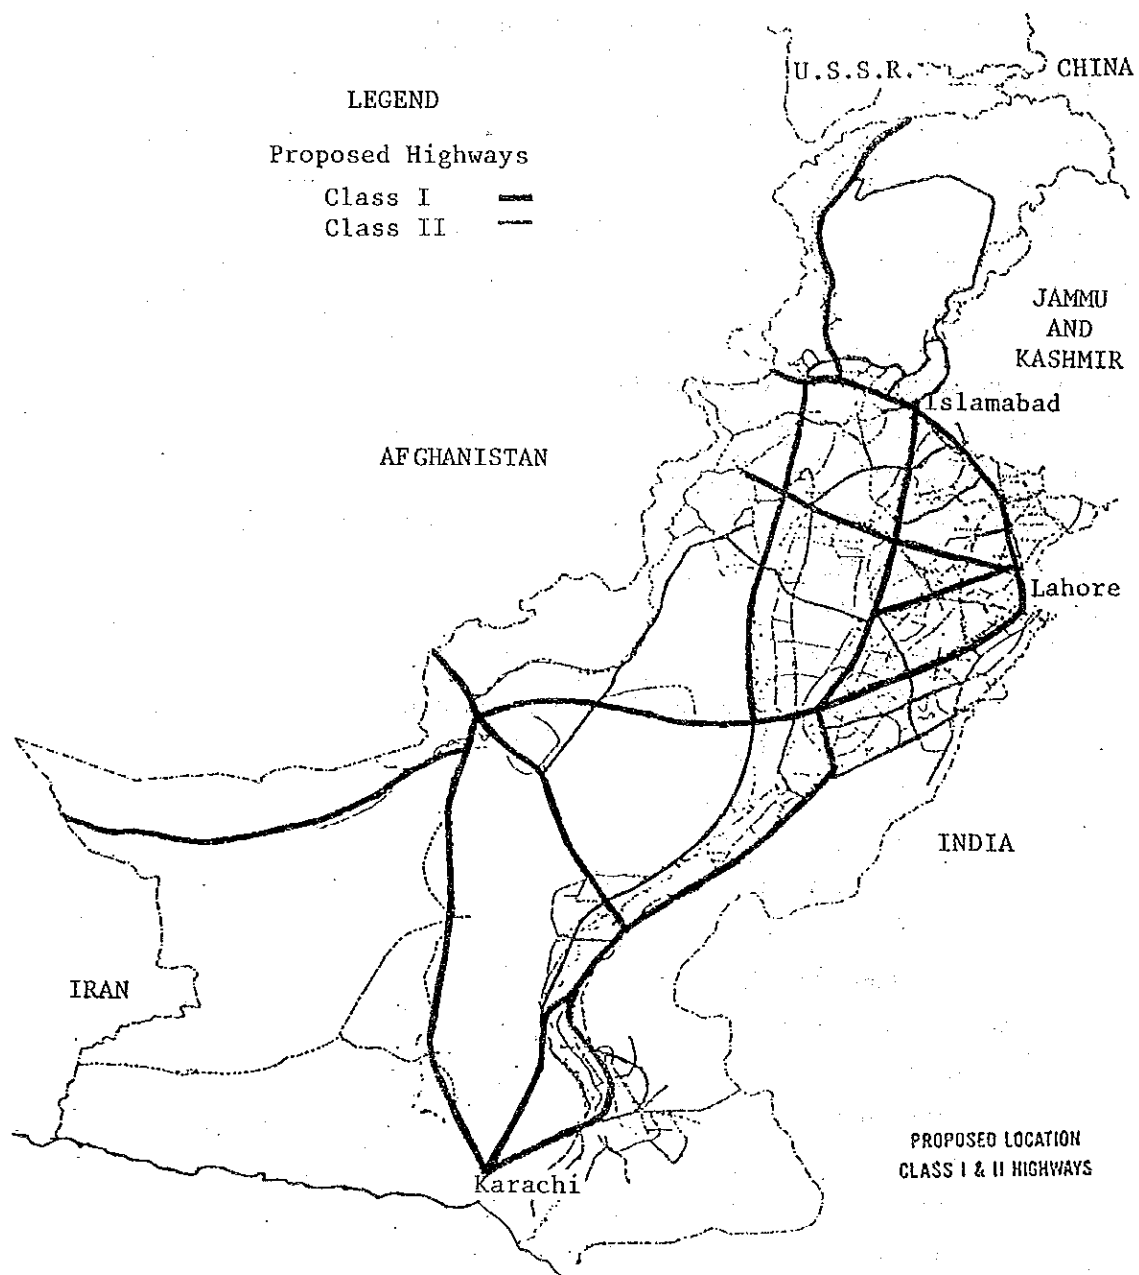 U.S.S.R.
CHINA
LEGEND
Proposed Highways
Class I
Class II
JAMMU
AND
KASHMIR
Islamabad
AFGHANISTAN
Lahore
INDIA
IRAN
PROPOSED LOCATION
CLASS I & II HIGHWAYS
Karachi